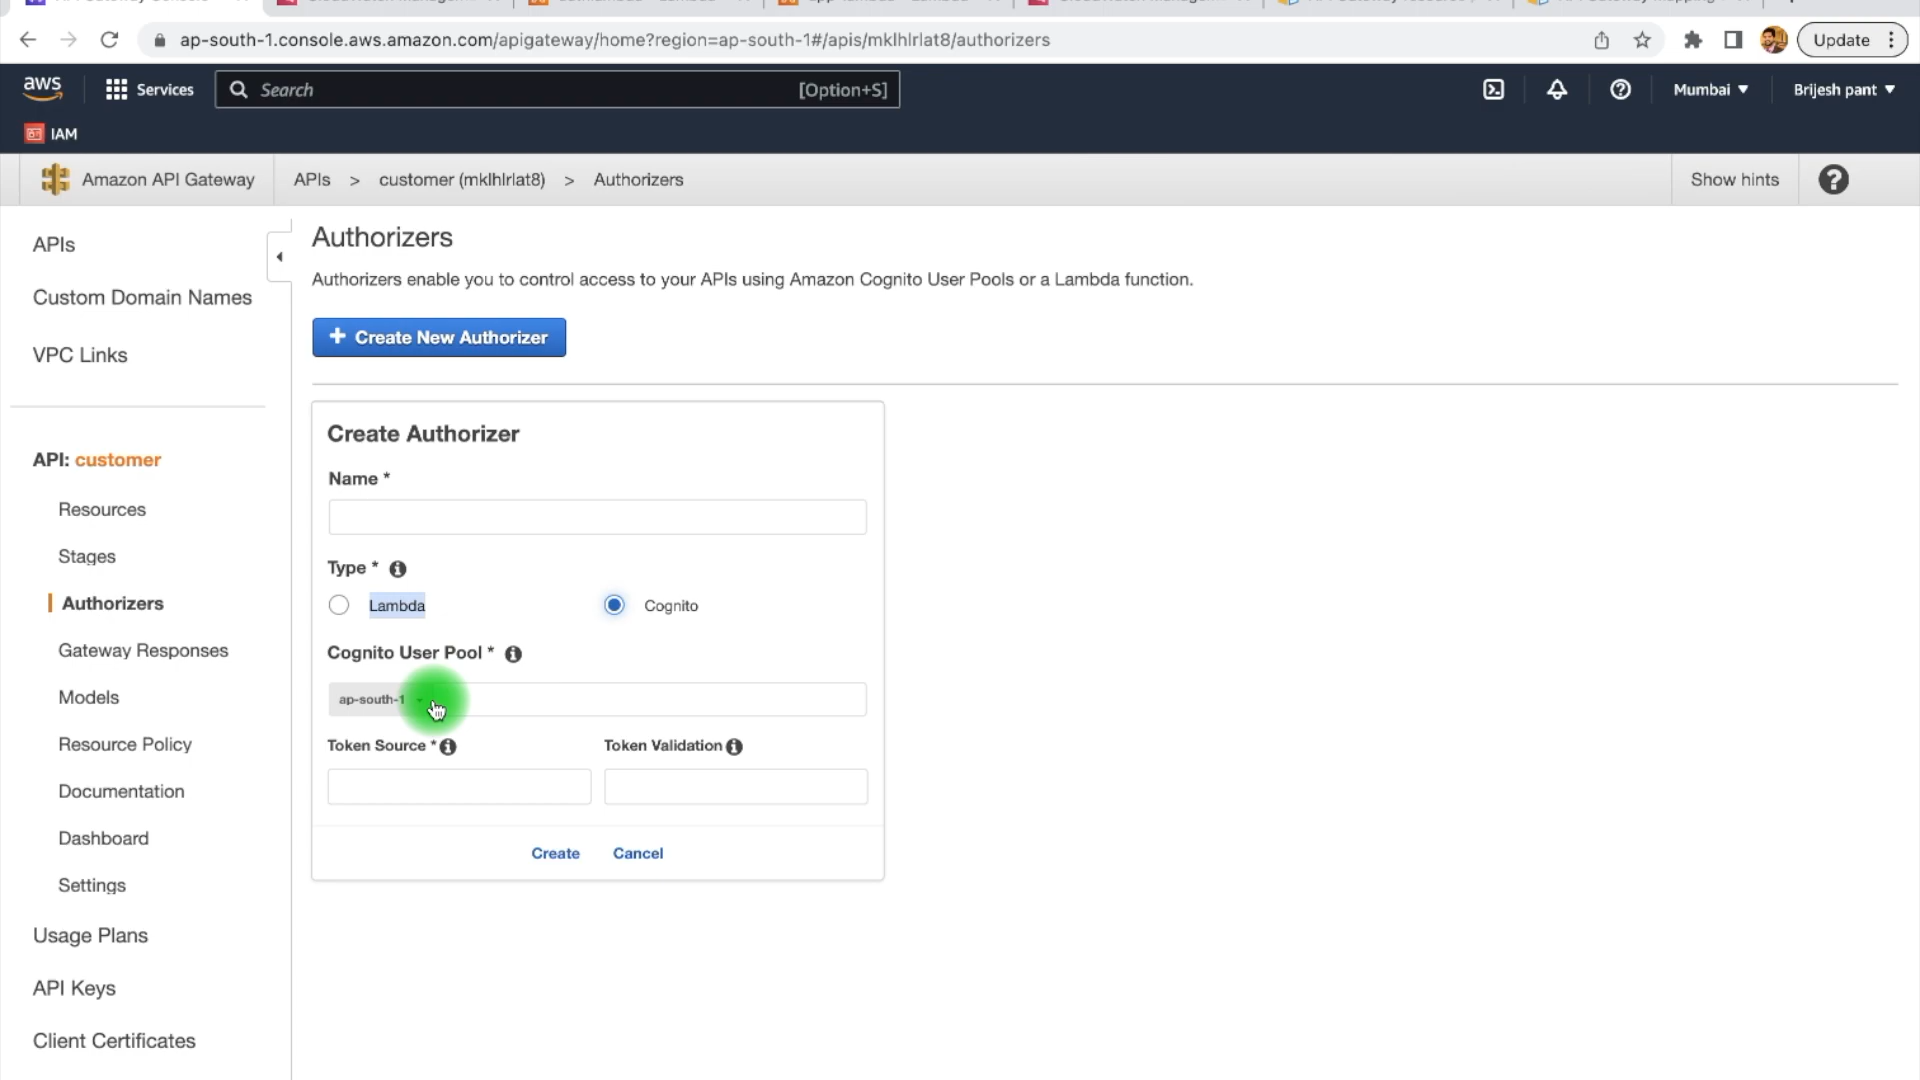 ap-south-1.console.aws.amazon.com/apigateway/home?region=ap-south-1#/apis/mklhlrlat8/authorizers
Update
aws
Services
Search
[Option+S]
Mumbai
Brijesh pant
IAM
Amazon API Gateway
APIs > customer (mklhlrlat8) > Authorizers
Show hints
APIs
Custom Domain Names
VPC Links
API: customer
Resources
Stages
Authorizers
Gateway Responses
Models
Resource Policy
Documentation
Dashboard
Settings
Usage Plans
API Keys
Client Certificates
Authorizers
Authorizers enable you to control access to your APIs using Amazon Cognito User Pools or a Lambda function.
+ Create New Authorizer
Create Authorizer
Name *
Type *
Lambda
Cognito
Cognito User Pool *
ap-south-1
Token Source *
Token Validation
Create
Cancel